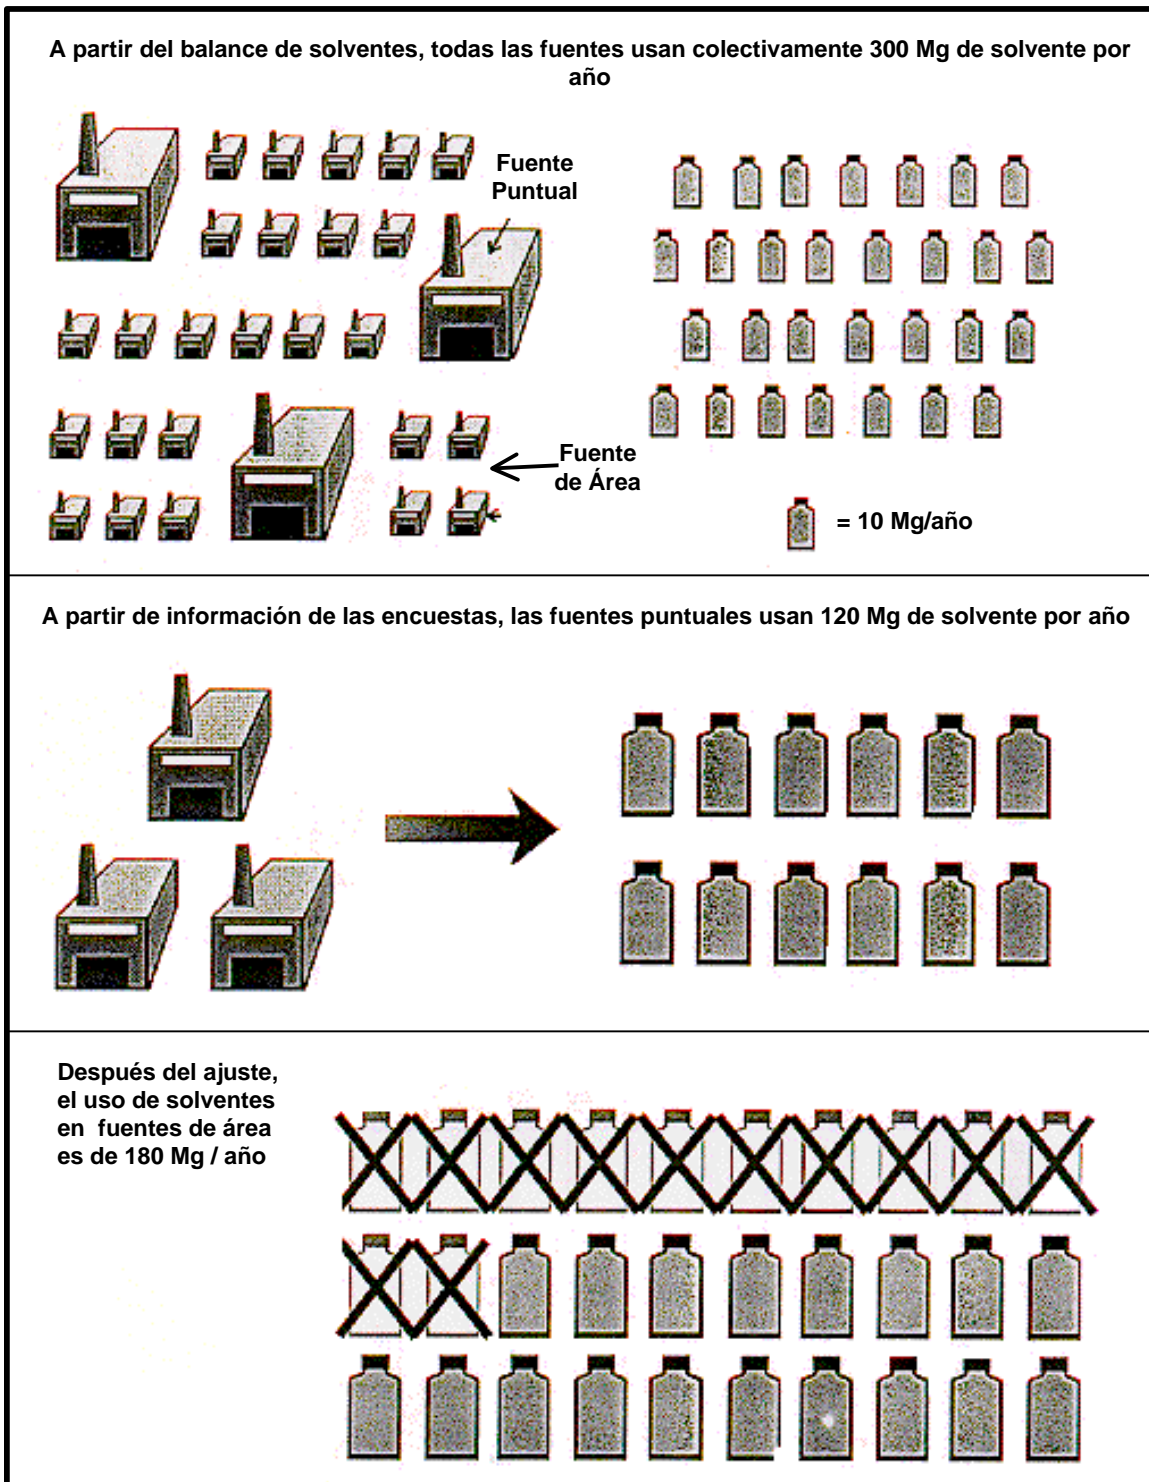 A partir del balance de solventes, todas las fuentes usan colectivamente 300 Mg de solvente por
año
Fuente
Puntual
Fuente
de Área
= 10 Mg/año
A partir de información de las encuestas, las fuentes puntuales usan 120 Mg de solvente por año
Después del ajuste,
el uso de solventes
en fuentes de área
es de 180 Mg / año